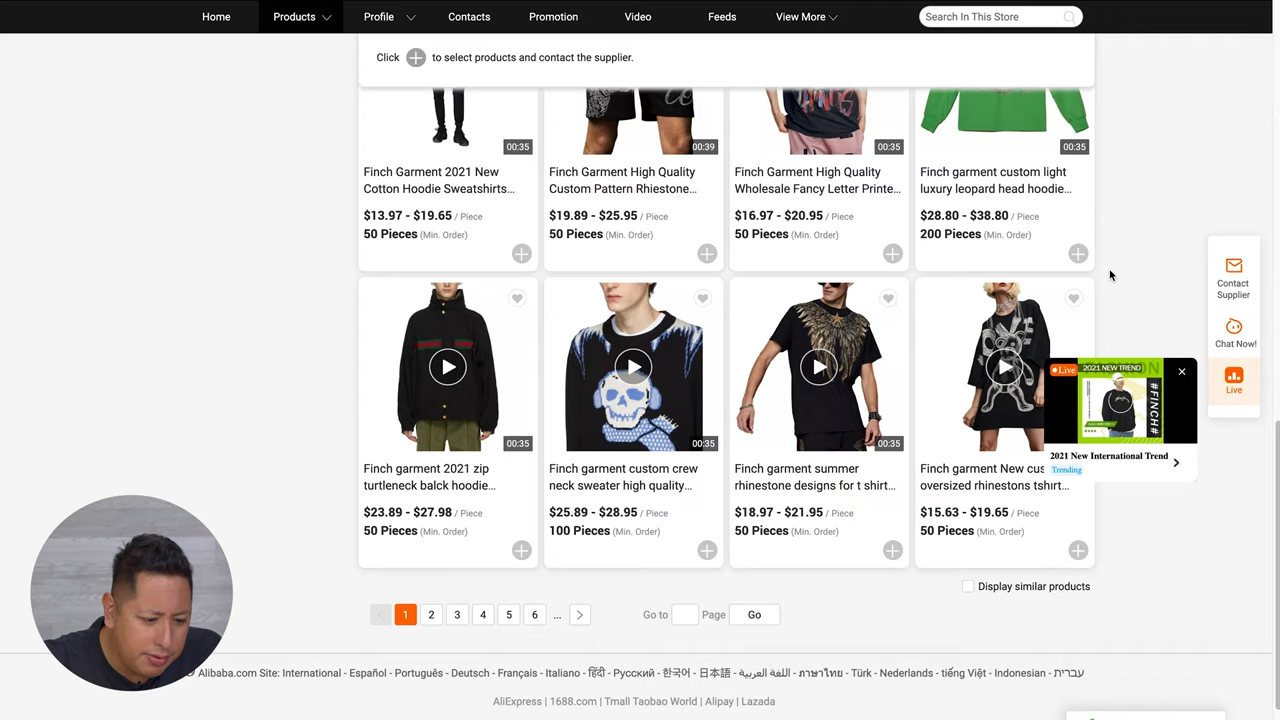 Home
Products
Profile
Contacts
Promotion
Video
Feeds
View More
Search In This Store
Click + to select products and contact the supplier.
00:35
00:39
00:35
00:35
Finch Garment 2021 New
Cotton Hoodie Sweatshirts...
$13.97 - $19.65 / Piece
50 Pieces (Min. Order)
Finch Garment High Quality
Custom Pattern Rhiestone...
$19.89 - $25.95 / Piece
50 Pieces (Min. Order)
Finch Garment High Quality
Wholesale Fancy Letter Printe...
$16.97 - $20.95 / Piece
50 Pieces (Min. Order)
Finch garment custom light
luxury leopard head hoodie...
$28.80 - $38.80 / Piece
200 Pieces (Min. Order)
Contact
Supplier
Chat Now!
Live
00:35
00:35
00:35
Finch garment 2021 zip
turleneck balck hoodie...
$23.89 - $27.98 / Piece
50 Pieces (Min. Order)
Finch garment custom crew
neck sweater high quality...
$25.89 - $28.95 / Piece
100 Pieces (Min. Order)
Finch garment summer
rhinestone designs for t shirt...
$18.97 - $21.95 / Piece
50 Pieces (Min. Order)
Finch garment New cus
oversized rhinestons tshirt...
$15.63 - $19.65 / Piece
50 Pieces (Min. Order)
Live
2021 NEW TREND
#FINCH#
2021 New International Trend
Trending
Display similar products
1 2 3 4 5 6 ... >
Go to Page Go
Alibaba.com Site: International - Español - Português - Deutsch - Français - Italiano - हिंदी - Pусский - 한국어 - 日本語 - اللغة العربية - ภาษาไทย - Türk - Nederlands - tiếng Việt - Indonesian - עברית
AliExpress | 1688.com | Tmall Taobao World | Alipay | Lazada